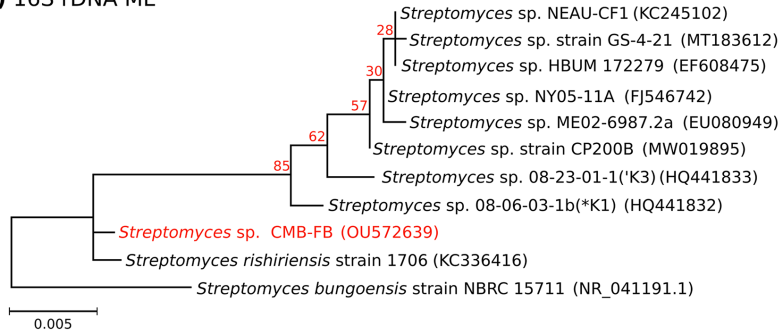 16S rDNA ML
Streptomyces sp. NEAU-CF1 (KC245102)
28
Streptomyces sp. strain GS-4-21 (MT183612)
Streptomyces sp. HBUM 172279 (EF608475)
30
Streptomyces sp. NY05-11A (FJ546742)
57
Streptomyces sp. ME02-6987.2a (EU080949)
62
Streptomyces sp. strain CP200B (MW019895)
85
Streptomyces sp. 08-23-01-1('K3) (HQ441833)
Streptomyces sp. 08-06-03-1b(*K1) (HQ441832)
Streptomyces sp. CMB-FB (OU572639)
Streptomyces rishiriensis strain 1706 (KC336416)
Streptomyces bungoensis strain NBRC 15711 (NR_041191.1)
0.005